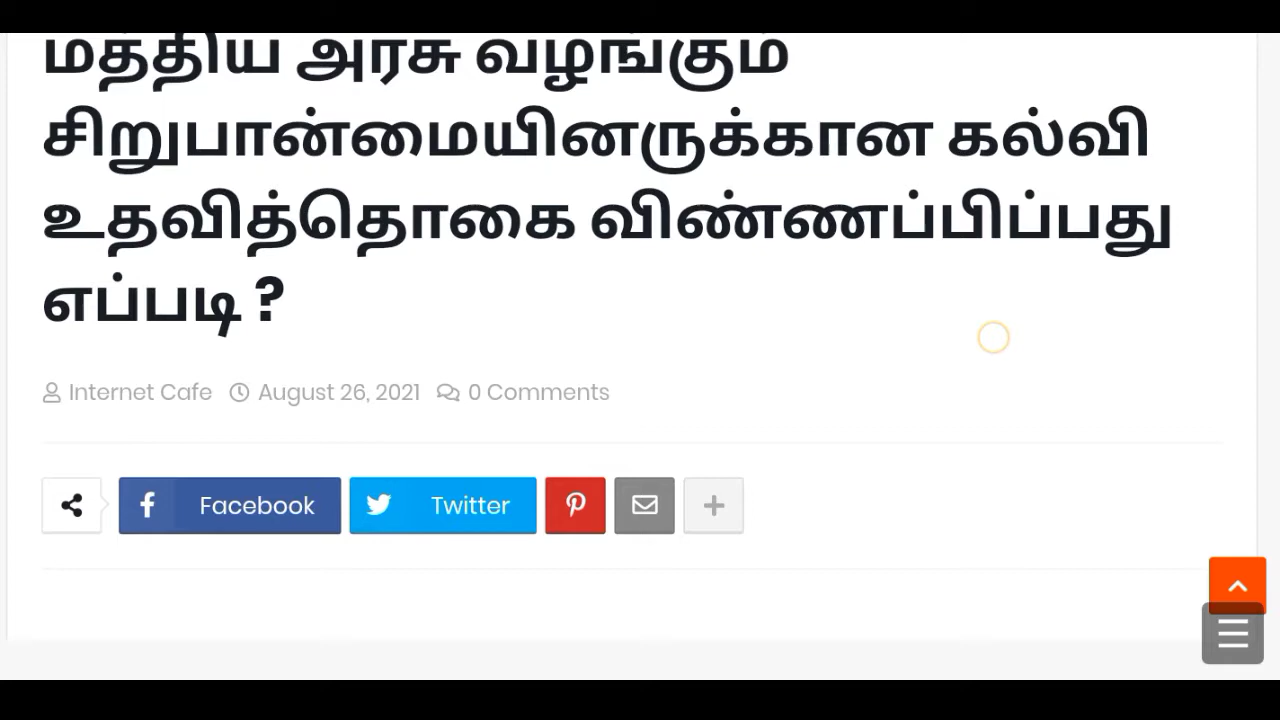 மத்திய அரசு வழங்கும்
சிறுபான்மையினருக்கான கல்வி
உதவித்தொகை விண்ணப்பிப்பது
எப்படி ?
Internet Cafe August 26, 2021 0 Comments
Facebook Twitter